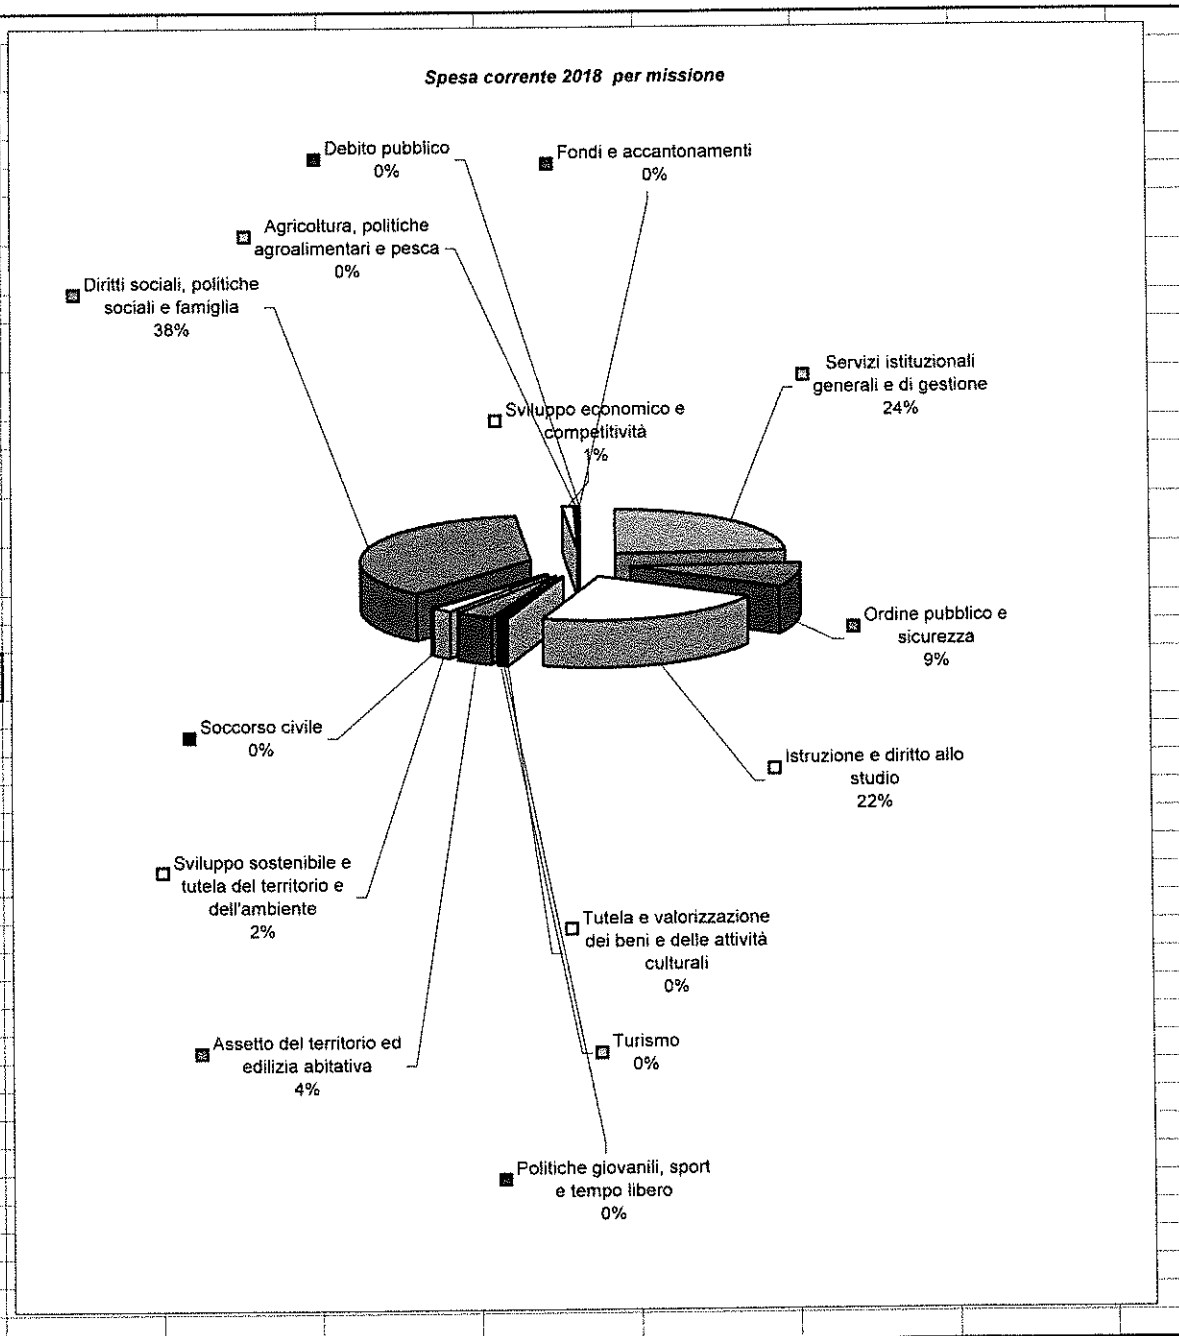 Spesa corrente 2018 per missione
Debito pubblico
0%
Fondi e accantonamenti
0%
Agricoltura, politiche
agroalimentari e pesca
0%
Diritti sociali, politiche
sociali e famiglia
38%
Servizi istituzionali
generali e di gestione
24%
Sviluppo economico e
competitività
1%
Ordine pubblico e
sicurezza
9%
Soccorso civile
0%
Istruzione e diritto allo
studio
22%
Sviluppo sostenibile e
tutela del territorio e
dell'ambiente
2%
Tutela e valorizzazione
dei beni e delle attività
culturali
0%
Assetto del territorio ed
edilizia abitativa
4%
Turismo
0%
Politiche giovanili, sport
e tempo libero
0%